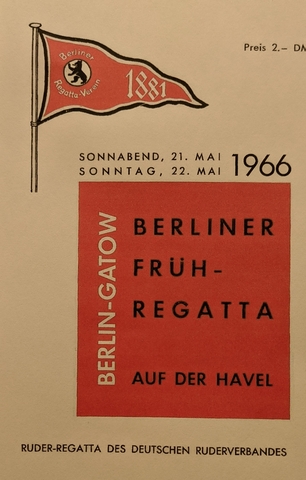 Preis 2.– DM
Berliner
Regatta-Verein
1881
SONNABEND, 21. MAI
SONNTAG, 22. MAI 1966
BERLIN-GATOW
BERLINER
FRÜH-
REGATTA
AUF DER HAVEL
RUDER-REGATTA DES DEUTSCHEN RUDERVERBANDES